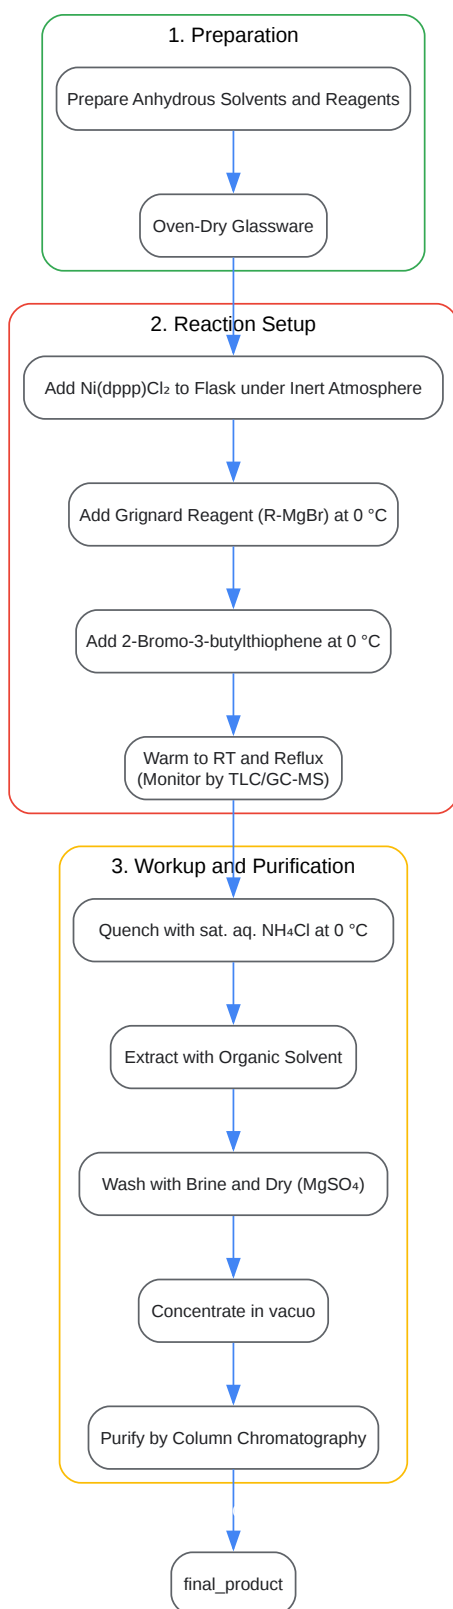 1. Preparation
Prepare Anhydrous Solvents and Reagents
Oven-Dry Glassware
2. Reaction Setup
Add Ni(dppp)Cl₂ to Flask under Inert Atmosphere
Add Grignard Reagent (R-MgBr) at 0 °C
Add 2-Bromo-3-butylthiophene at 0 °C
Warm to RT and Reflux
(Monitor by TLC/GC-MS)
3. Workup and Purification
Quench with sat. aq. NH₄Cl at 0 °C
Extract with Organic Solvent
Wash with Brine and Dry (MgSO₄)
Concentrate in vacuo
Purify by Column Chromatography
final_product